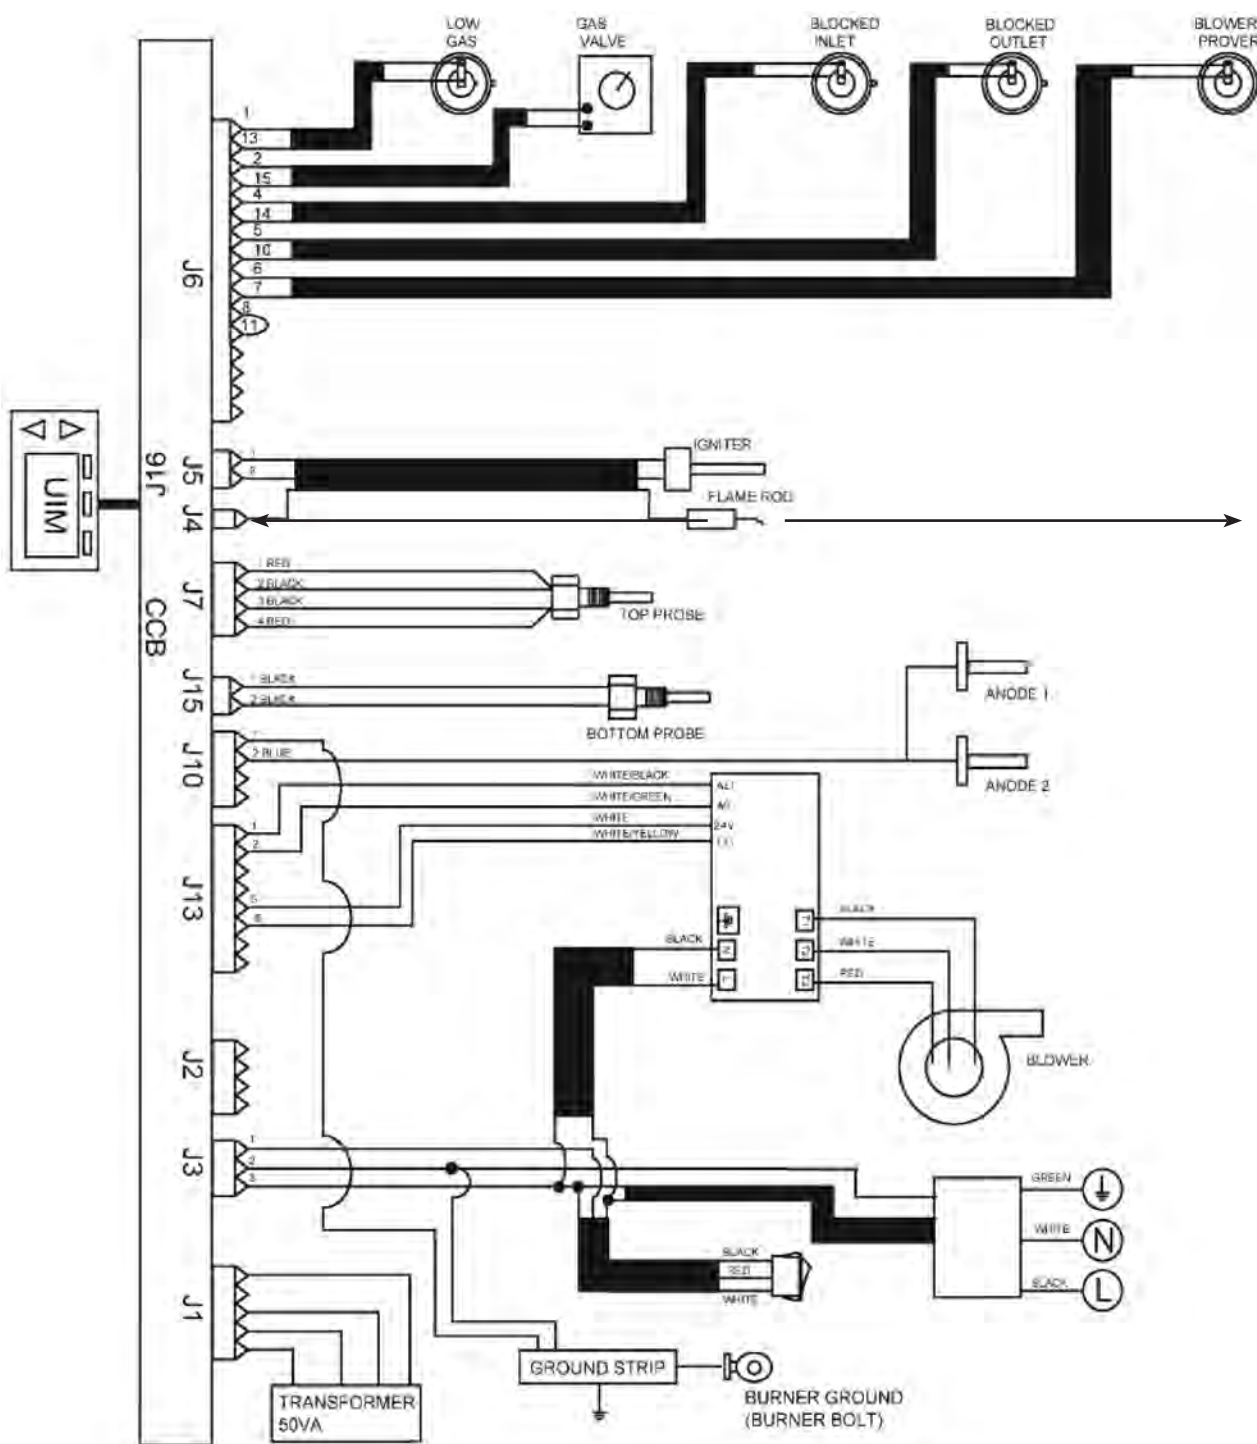 LOW
GAS
GAS
VALVE
BLOCKED
INLET
BLOCKED
OUTLET
BLOWER
PROVER
1
13
2
15
4
14
5
10
6
7
8
11
J6
UIM
J16
CCB
J5
1
2
IGNITER
J4
FLAME ROD
J7
1 RED
2 BLACK
3 BLACK
4 RED
TOP PROBE
J15
1 BLACK
2 BLACK
BOTTOM PROBE
ANODE 1
ANODE 2
J10
2 BLUE
WHITE/BLACK
WHITE/GREEN
WHITE
WHITE/YELLOW
24V
J13
1
2
5
6
BLACK
WHITE
BLACK
WHITE
RED
BLOWER
J2
J3
1
2
3
GREEN
WHITE
N
BLACK
L
BLACK
RED
WHITE
J1
GROUND STRIP
BURNER GROUND
(BURNER BOLT)
TRANSFORMER
50VA